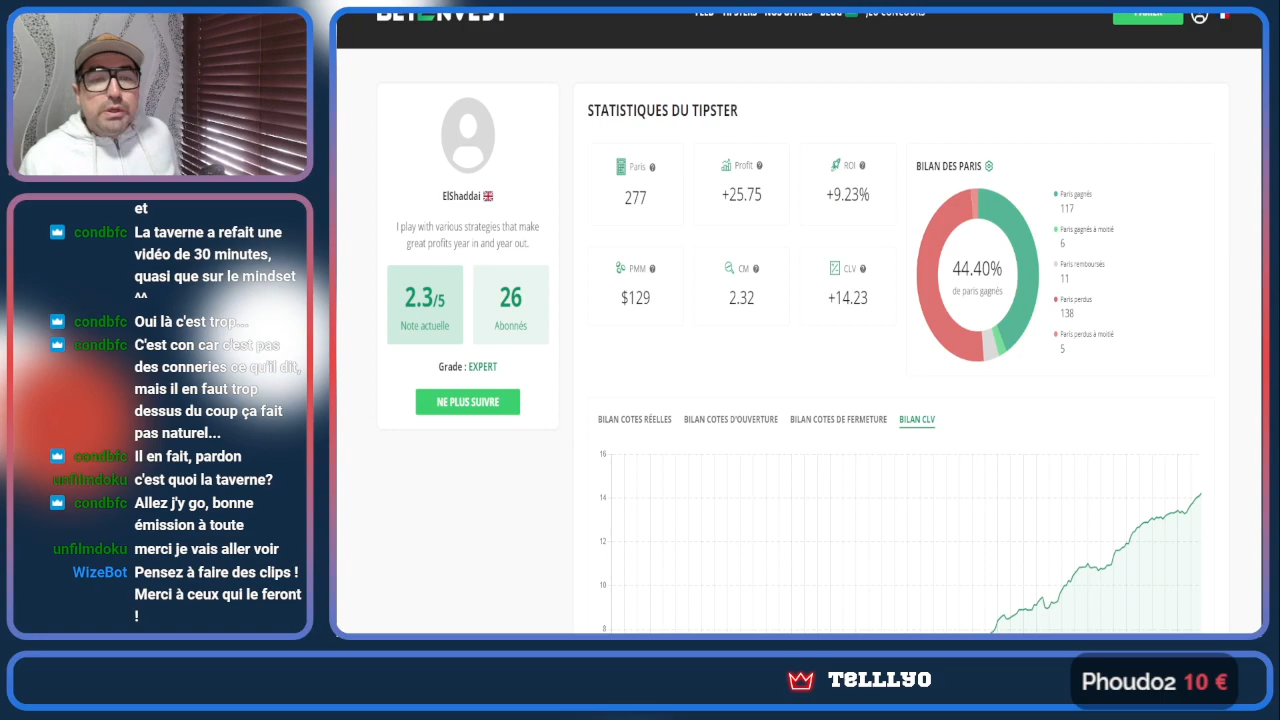 et
condbfc La taverne a refait une
vidéo de 30 minutes,
quasi que sur le mindset
^^
condbfc Oui là c'est trop...
condbfc C'est con car c'est pas
des conneries ce qu'il dit,
mais il en faut trop
dessus du coup ça fait
pas naturel...
condbfc Il en fait, pardon
unfilmdoku c'est quoi la taverne?
condbfc Allez j'y go, bonne
émission à toute
unfilmdoku merci je vais aller voir
WizeBot Pensez à faire des clips !
Merci à ceux qui le feront
!
ElShaddai
I play with various strategies that make
great profits year in and year out.
2.3/5
Note actuelle
26
Abonnés
Grade : EXPERT
NE PLUS SUIVRE
STATISTIQUES DU TIPSTER
Paris
277
Profit
+25.75
ROI
+9.23%
PMM
$129
CM
2.32
CLV
+14.23
BILAN DES PARIS
44.40%
de paris gagnés
Paris gagnés
117
Paris gagnés à moitié
6
Paris remboursés
11
Paris perdus
138
Paris perdus à moitié
5
BILAN COTES RÉELLES BILAN COTES D'OUVERTURE BILAN COTES DE FERMETURE BILAN CLV
16
14
12
10
8
TELLLYO
Phoudo2 10 €